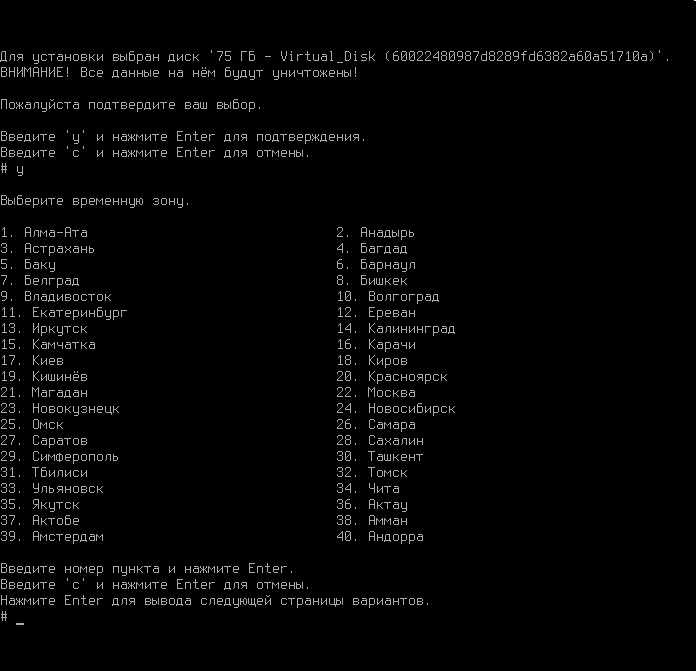 Для установки выбран диск '75 ГБ - Virtual_Disk (60022480987d8289fd6382a60a51710a)'.
ВНИМАНИЕ! Все данные на нём будут уничтожены!
Пожалуйста подтвердите ваш выбор.
Введите 'y' и нажмите Enter для подтверждения.
Введите 'c' и нажмите Enter для отмены.
# y
Выберите временную зону.
1. Алма-Ата 2. Анадырь
3. Астрахань 4. Багдад
5. Баку 6. Барнаул
7. Белград 8. Бишкек
9. Владивосток 10. Волгоград
11. Екатеринбург 12. Ереван
13. Иркутск 14. Калининград
15. Камчатка 16. Карачи
17. Киев 18. Киров
19. Кишинёв 20. Красноярск
21. Магадан 22. Москва
23. Новокузнецк 24. Новосибирск
25. Омск 26. Самара
27. Саратов 28. Сахалин
29. Симферополь 30. Ташкент
31. Тбилиси 32. Томск
33. Ульяновск 34. Чита
35. Якутск 36. Актау
37. Актобе 38. Амман
39. Амстердам 40. Андорра
Введите номер пункта и нажмите Enter.
Введите 'c' и нажмите Enter для отмены.
Нажмите Enter для вывода следующей страницы вариантов.
# _